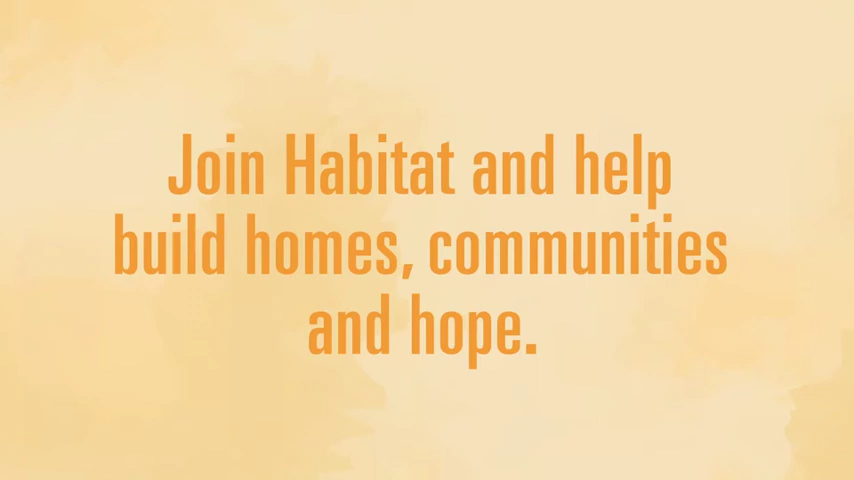 Join Habitat and help
build homes, communities
and hope.